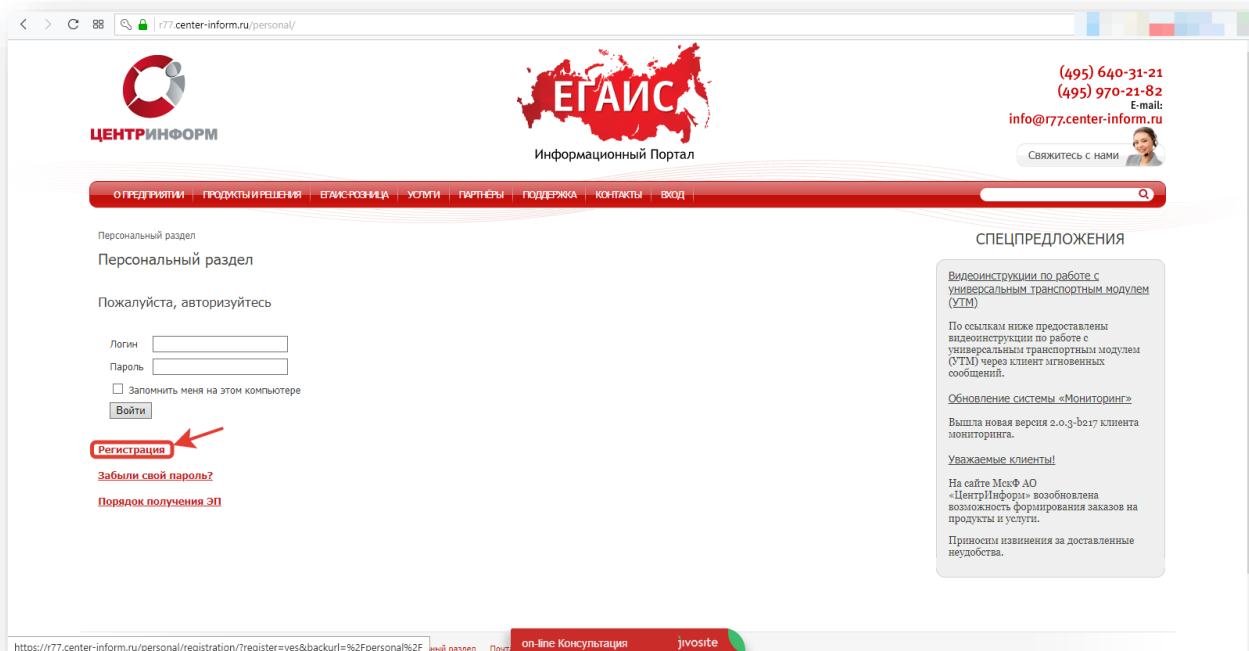 r77.center-inform.ru/personal/
ЦЕНТРИНФОРМ
ЕГАИС
Информационный Портал
(495) 640-31-21
(495) 970-21-82
E-mail:
info@r77.center-inform.ru
Свяжитесь с нами
О ПРЕДПРИЯТИИ ПРОДУКТЫ И РЕШЕНИЯ ЕГАИС-РОЗНИЦА УСЛУГИ ПАРТНЁРЫ ПОДДЕРЖКА КОНТАКТЫ ВХОД
Персональный раздел
Персональный раздел
Пожалуйста, авторизуйтесь
Логин
Пароль
Запомнить меня на этом компьютере
Войти
Регистрация
Забыли свой пароль?
Порядок получения ЭП
СПЕЦПРЕДЛОЖЕНИЯ
Видеоинструкции по работе с
универсальным транспортным модулем
(УТМ)
По ссылкам ниже предоставлены
видеоинструкции по работе с
универсальным транспортным модулем
(УТМ) через клиент мгновенных
сообщений.
Обновление системы «Мониторинг»
Вышла новая версия 2.0.3-b217 клиента
мониторинга.
Уважаемые клиенты!
На сайте МскФ АО
«ЦентрИнформ» возобновлена
возможность формирования заказов на
продукты и услуги.
Приносим извинения за доставленные
неудобства.
https://r77.center-inform.ru/personal/registration/?register=yes&backurl=%2Fpersonal%2F
раздел
on-line Консультация jivosite